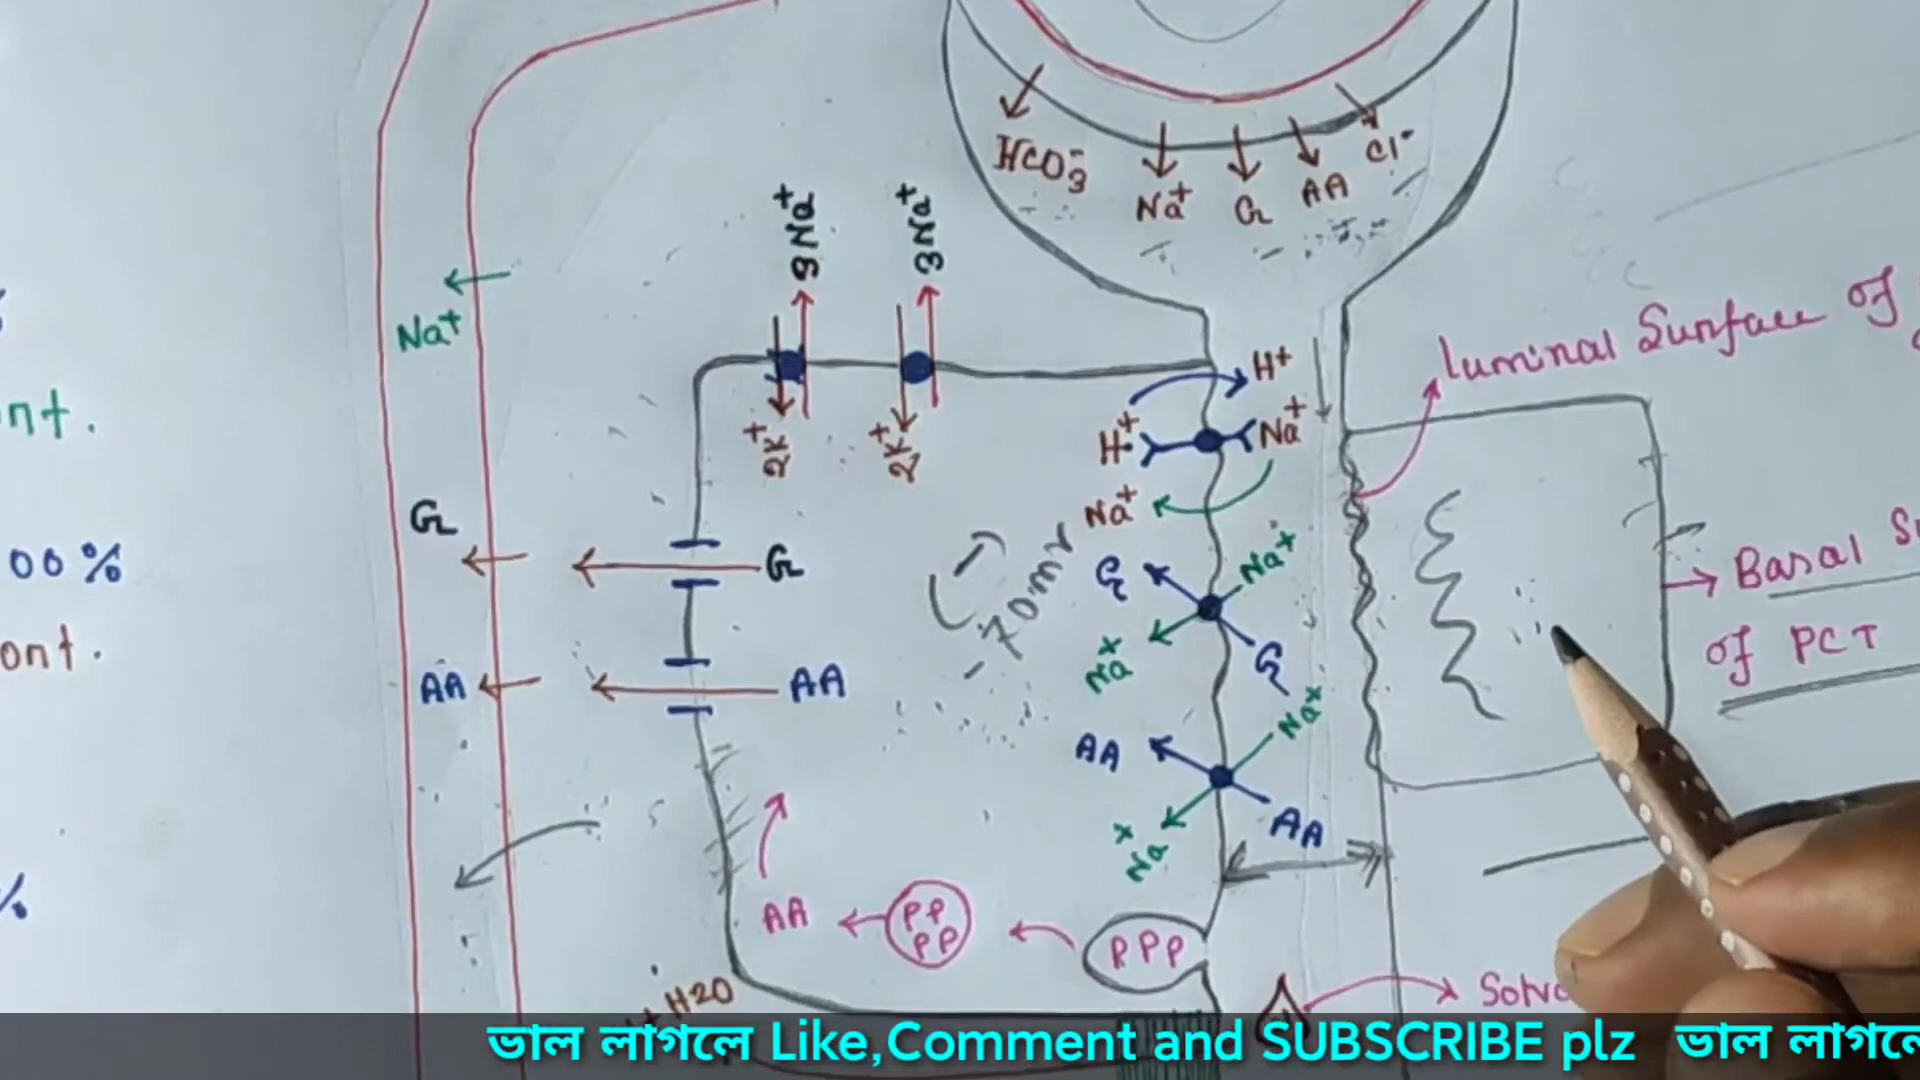 HCO3-
Na+
G
AA
Cl-
3Na+
3Na+
2K+
2K+
Na+
G
AA
G
AA
H+
H+
Na+
Na+
(-)
-70mv
G
Na+
Na+
G
AA
Na+
Na+
AA
Luminal Surface of
Basal
of PCT
nt.
00%
ont.
%
AA
PP
PP
PPP
H2O
ভাল লাগলে Like,Comment and SUBSCRIBE plz ভাল লাগলে